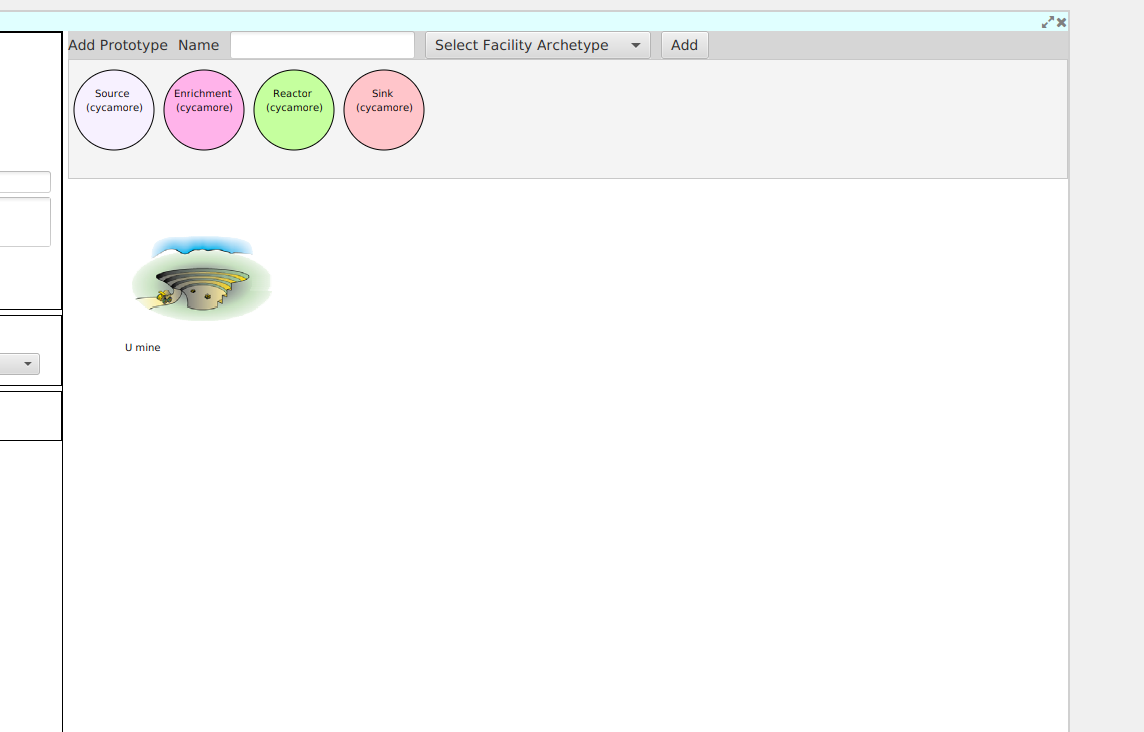 Add Prototype Name Select Facility Archetype Add
Source
(cycamore)
Enrichment
(cycamore)
Reactor
(cycamore)
Sink
(cycamore)
U mine